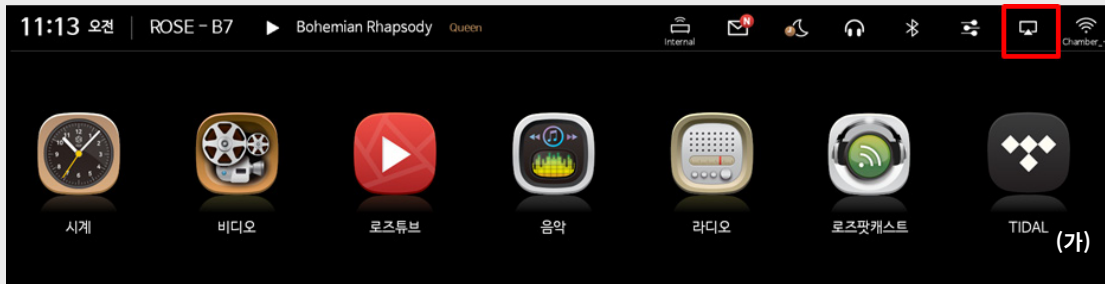 11:13 오전 ROSE - B7 Bohemian Rhapsody Queen
Internal
N
Chamber_
시계 비디오 로즈튜브 음악 라디오 로즈팟캐스트 TIDAL
(가)